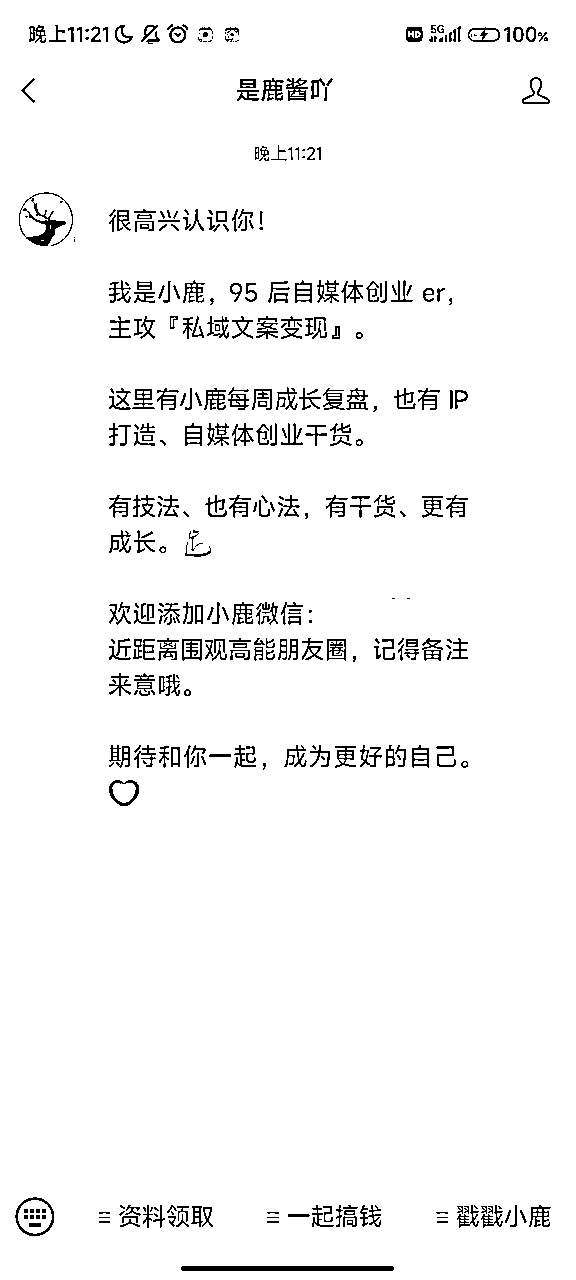 晚上11:21
HD 5G 100%
是鹿酱吖
晚上11:21
很高兴认识你！
我是小鹿，95 后自媒体创业 er，
主攻『私域文案变现』。
这里有小鹿每周成长复盘，也有 IP
打造、自媒体创业干货。
有技法、也有心法，有干货、更有
成长。
欢迎添加小鹿微信：
近距离围观高能朋友圈，记得备注
来意哦。
期待和你一起，成为更好的自己。
资料领取 一起搞钱 戳戳小鹿